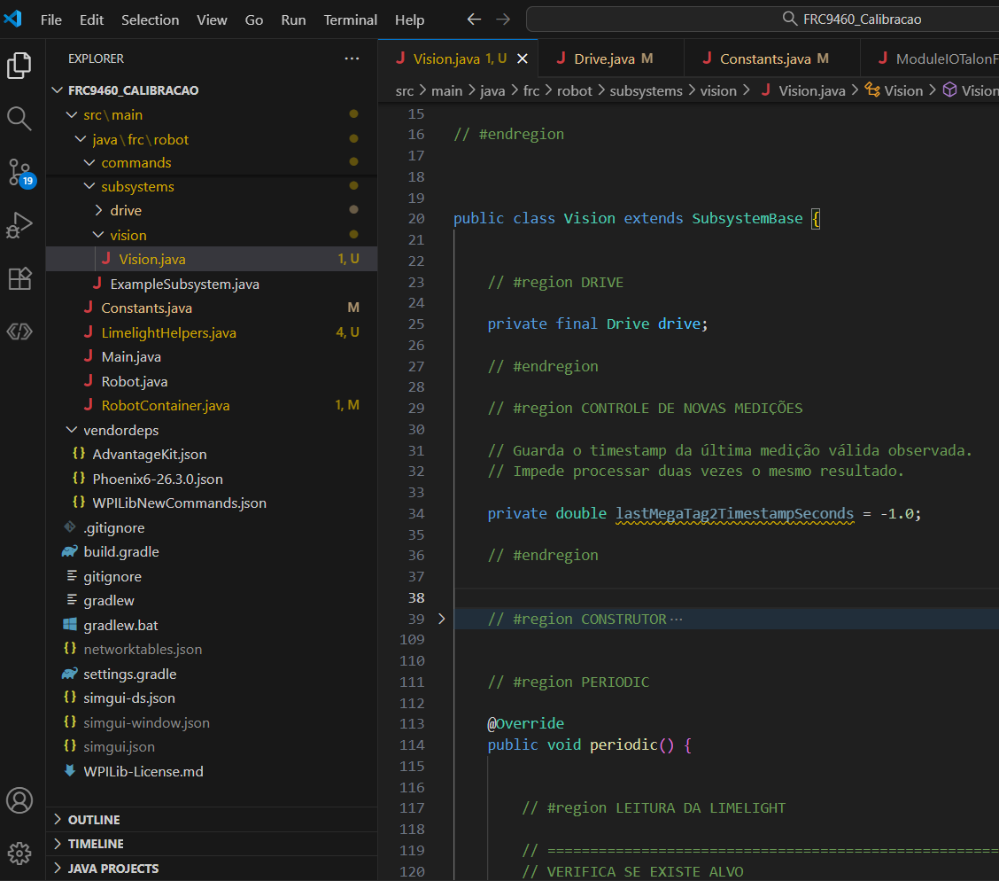 File Edit Selection View Go Run Terminal Help FRC9460_Calibracao
EXPLORER
FRC9460_CALIBRACAO
src\main
java\frc\robot
commands
subsystems
drive
vision
Vision.java 1, U
ExampleSubsystem.java
Constants.java M
LimelightHelpers.java 4, U
Main.java
Robot.java
RobotContainer.java 1, M
vendordeps
{} AdvantageKit.json
{} Phoenix6-26.3.0.json
{} WPILibNewCommands.json
.gitignore
build.gradle
gitignore
gradlew
gradlew.bat
{} networktables.json
settings.gradle
{} simgui-ds.json
{} simgui-window.json
{} simgui.json
WPILib-License.md
OUTLINE
TIMELINE
JAVA PROJECTS
19
Vision.java 1, U Drive.java M Constants.java M ModuleIOTalonF
src > main > java > frc > robot > subsystems > vision > Vision.java > Vision > Vision
15
16 // #endregion
17
18
19
20 public class Vision extends SubsystemBase {
21
22
23 // #region DRIVE
24
25 private final Drive drive;
26
27 // #endregion
28
29 // #region CONTROLE DE NOVAS MEDIÇÕES
30
31 // Guarda o timestamp da última medição válida observada.
32 // Impede processar duas vezes o mesmo resultado.
33
34 private double lastMegaTag2TimestampSeconds = -1.0;
35
36 // #endregion
37
38
39 // #region CONSTRUTOR ···
109
110
111 // #region PERIODIC
112
113 @Override
114 public void periodic() {
115
116
117 // #region LEITURA DA LIMELIGHT
118
119 // =====================================================
120 // VERIFICA SE EXISTE ALVO